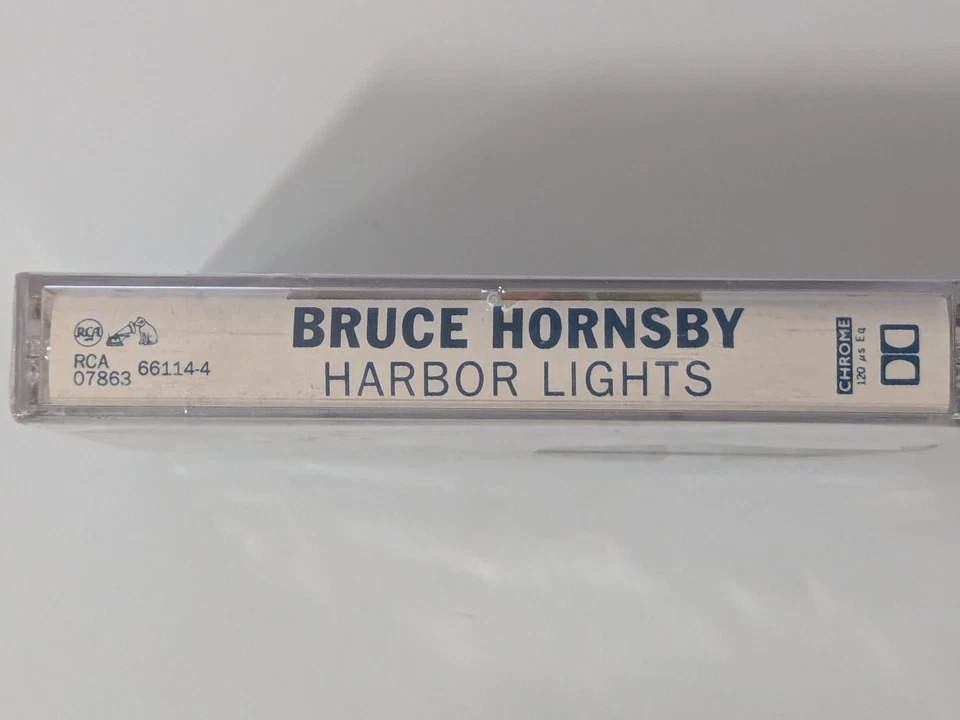 RCA
RCA
07863 66114-4
BRUCE HORNSBY
HARBOR LIGHTS
CHROME
120 µs Eq